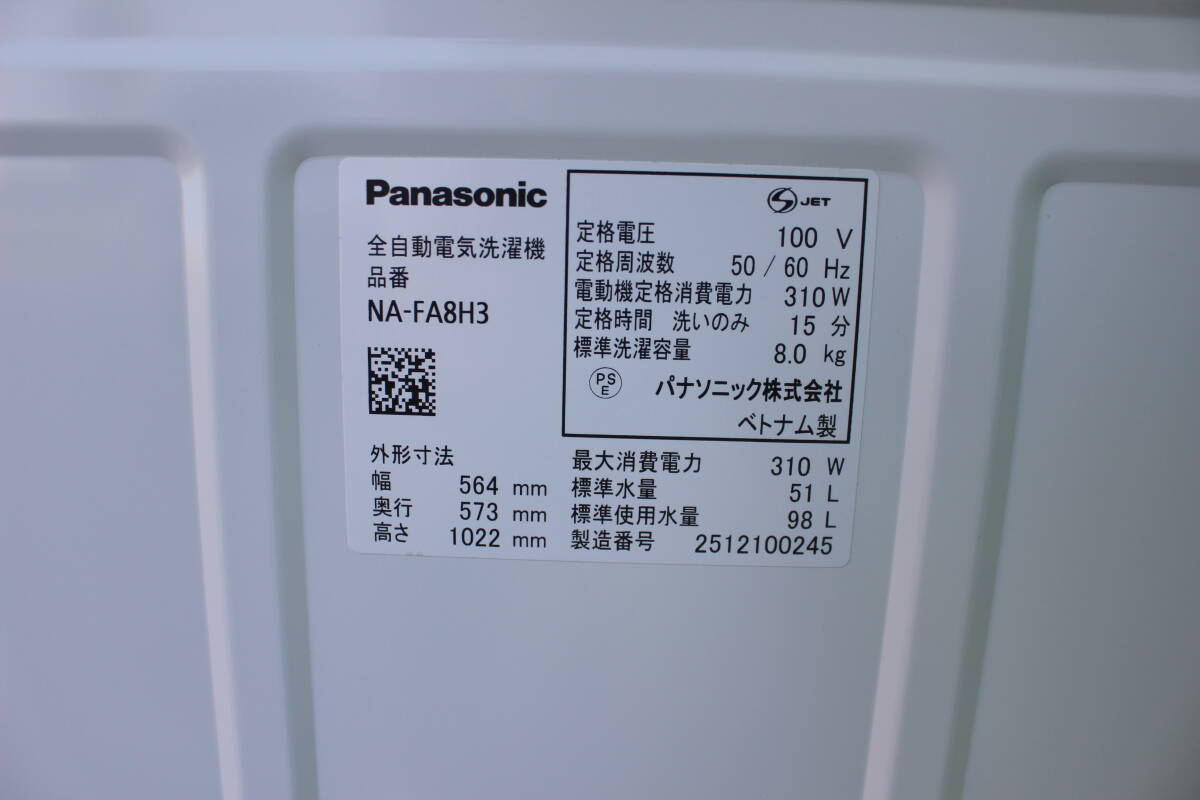 Panasonic
全自動電気洗濯機
品番
NA-FA8H3
JET
定格電圧 100 V
定格周波数 50 / 60 Hz
電動機定格消費電力 310 W
定格時間 洗いのみ 15 分
標準洗濯容量 8.0 kg
PS
E
パナソニック株式会社
ベトナム製
外形寸法
幅 564 mm
奥行 573 mm
高さ 1022 mm
最大消費電力 310 W
標準水量 51 L
標準使用水量 98 L
製造番号 2512100245